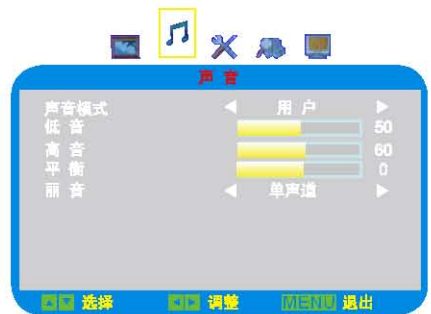 声 音
声音模式 用 户
低 音 50
高 音 60
平 衡 0
丽 音 单声道
选择 调整 MENU 退出